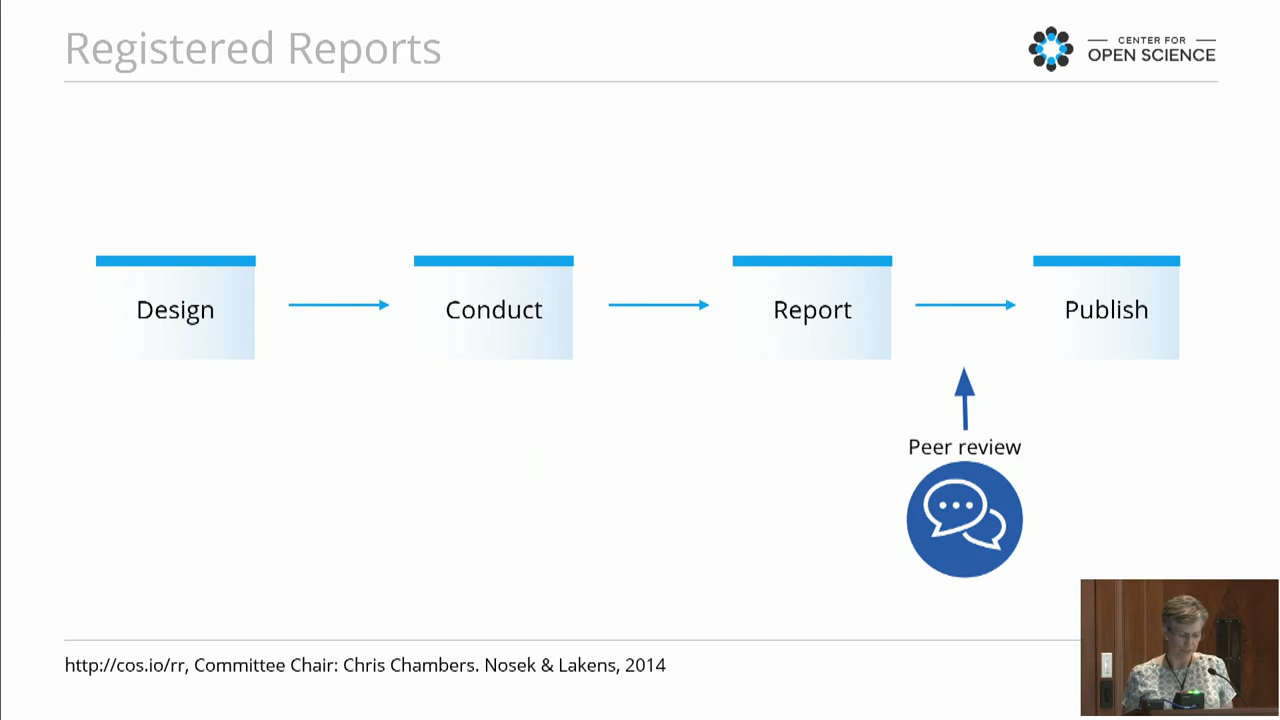 Registered Reports
CENTER FOR
OPEN SCIENCE
Design
Conduct
Report
Publish
Peer review
http://cos.io/rr, Committee Chair: Chris Chambers. Nosek & Lakens, 2014